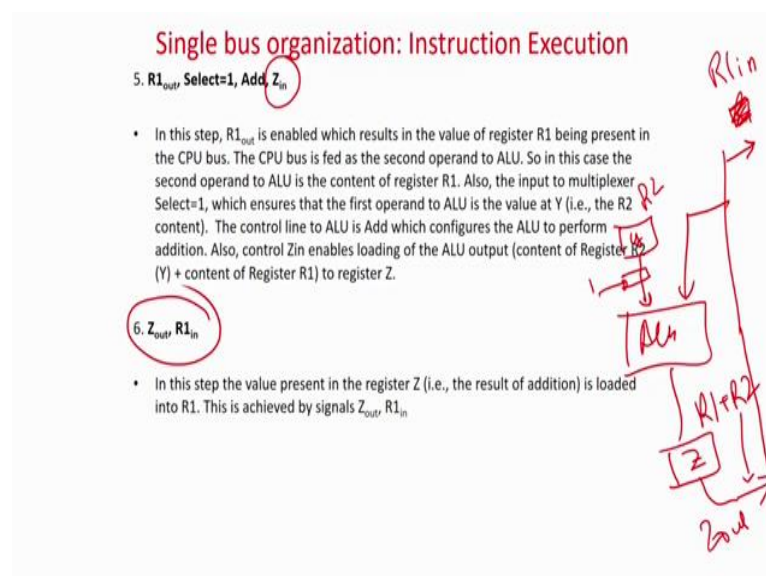 Single bus organization: Instruction Execution
5. R1out, Select=1, Add, Zin
• In this step, R1out is enabled which results in the value of register R1 being present in
the CPU bus. The CPU bus is fed as the second operand to ALU. So in this case the
second operand to ALU is the content of register R1. Also, the input to multiplexer
Select=1, which ensures that the first operand to ALU is the value at Y (i.e., the R2
content). The control line to ALU is Add which configures the ALU to perform
addition. Also, control Zin enables loading of the ALU output (content of Register R2
(Y) + content of Register R1) to register Z.
6. Zout, R1in
• In this step the value present in the register Z (i.e., the result of addition) is loaded
into R1. This is achieved by signals Zout, R1in
R1in
R2
1
ALU
R1+R2
Z
Zout